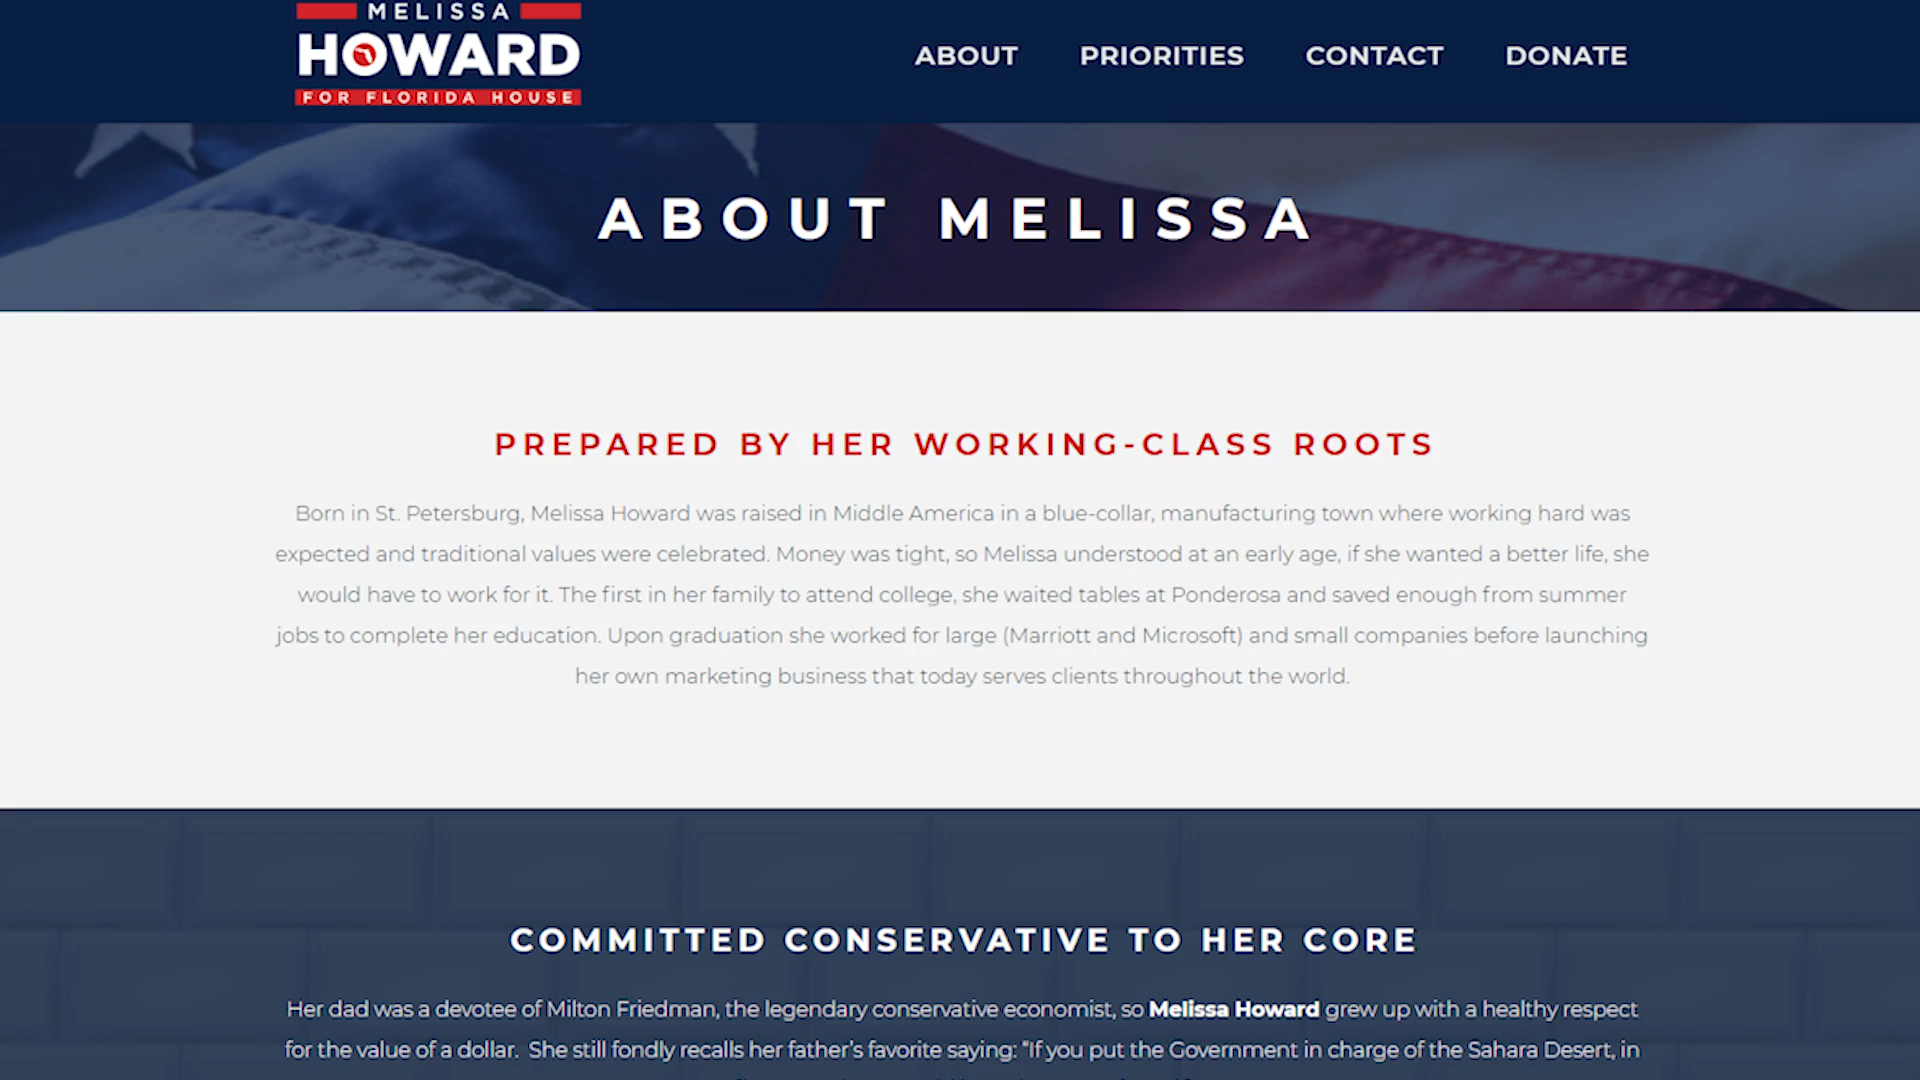 MELISSA
HOWARD
FOR FLORIDA HOUSE
ABOUT PRIORITIES CONTACT DONATE
ABOUT MELISSA
PREPARED BY HER WORKING-CLASS ROOTS
Born in St. Petersburg, Melissa Howard was raised in Middle America in a blue-collar, manufacturing town where working hard was
expected and traditional values were celebrated. Money was tight, so Melissa understood at an early age, if she wanted a better life, she
would have to work for it. The first in her family to attend college, she waited tables at Ponderosa and saved enough from summer
jobs to complete her education. Upon graduation she worked for large (Marriott and Microsoft) and small companies before launching
her own marketing business that today serves clients throughout the world.
COMMITTED CONSERVATIVE TO HER CORE
Her dad was a devotee of Milton Friedman, the legendary conservative economist, so Melissa Howard grew up with a healthy respect
for the value of a dollar. She still fondly recalls her father's favorite saying: “If you put the Government in charge of the Sahara Desert, in